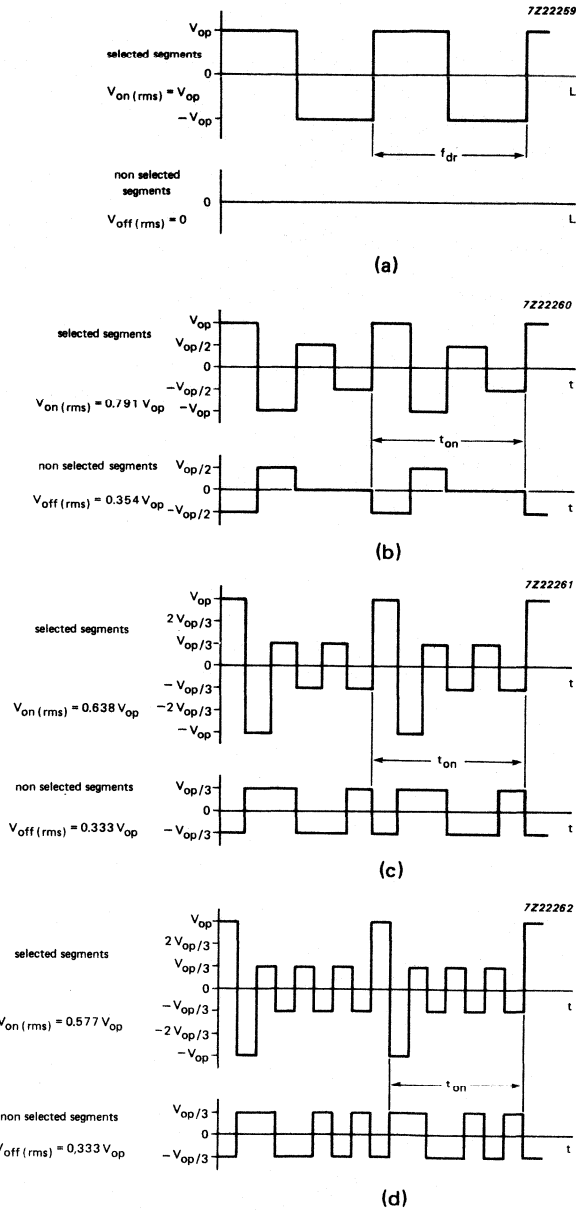 7Z22259
V_op
selected segments
0
V_on(rms) = V_op
L
−V_op
f_dr
non selected
segments
0
V_off(rms) = 0
L
(a)
7Z22260
V_op
selected segments
V_op/2
0
t
−V_op/2
V_on(rms) = 0.791 V_op
−V_op
t_on
non selected segments
V_op/2
0
V_off(rms) = 0.354 V_op
−V_op/2
t
(b)
7Z22261
V_op
2 V_op/3
selected segments
V_op/3
0
t
−V_op/3
V_on(rms) = 0.638 V_op
−2 V_op/3
−V_op
t_on
non selected segments
V_op/3
0
V_off(rms) = 0.333 V_op
−V_op/3
t
(c)
7Z22262
V_op
2 V_op/3
selected segments
V_op/3
0
t
−V_op/3
V_on(rms) = 0.577 V_op
−2 V_op/3
−V_op
t_on
non selected segments
V_op/3
0
V_off(rms) = 0,333 V_op
−V_op/3
t
(d)